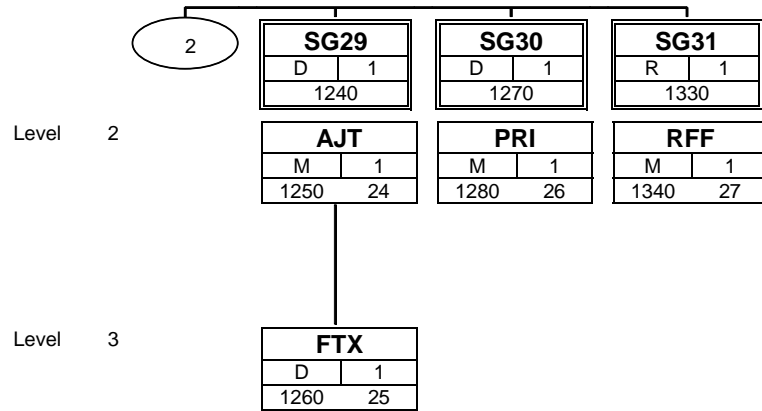 2 SG29 SG30 SG31
D 1 D 1 R 1
1240 1270 1330
Level 2 AJT PRI RFF
M 1 M 1 M 1
1250 24 1280 26 1340 27
Level 3 FTX
D 1
1260 25